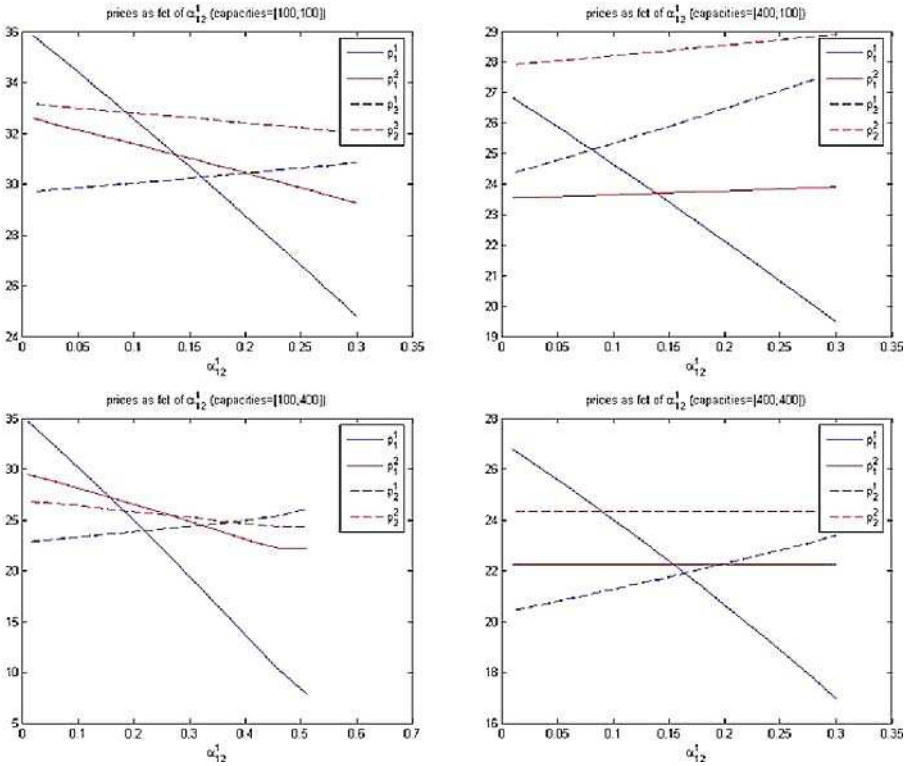 prices as fct of α¹₁₂ (capacities=[100,100])
36
34
32
30
28
26
24
0 0.05 0.1 0.15 0.2 0.25 0.3 0.35
α¹₁₂
p¹₁
p²₁
p¹₂
p²₂
prices as fct of α¹₁₂ (capacities=[400,100])
29
28
27
26
25
24
23
22
21
20
19
0 0.05 0.1 0.15 0.2 0.25 0.3 0.35
α¹₁₂
p¹₁
p²₁
p¹₂
p²₂
prices as fct of α¹₁₂ (capacities=[100,400])
35
30
25
20
15
10
5
0 0.1 0.2 0.3 0.4 0.5 0.6 0.7
α¹₁₂
p¹₁
p²₁
p¹₂
p²₂
prices as fct of α¹₁₂ (capacities=[400,400])
28
26
24
22
20
18
16
0 0.05 0.1 0.15 0.2 0.25 0.3 0.35
α¹₁₂
p¹₁
p²₁
p¹₂
p²₂